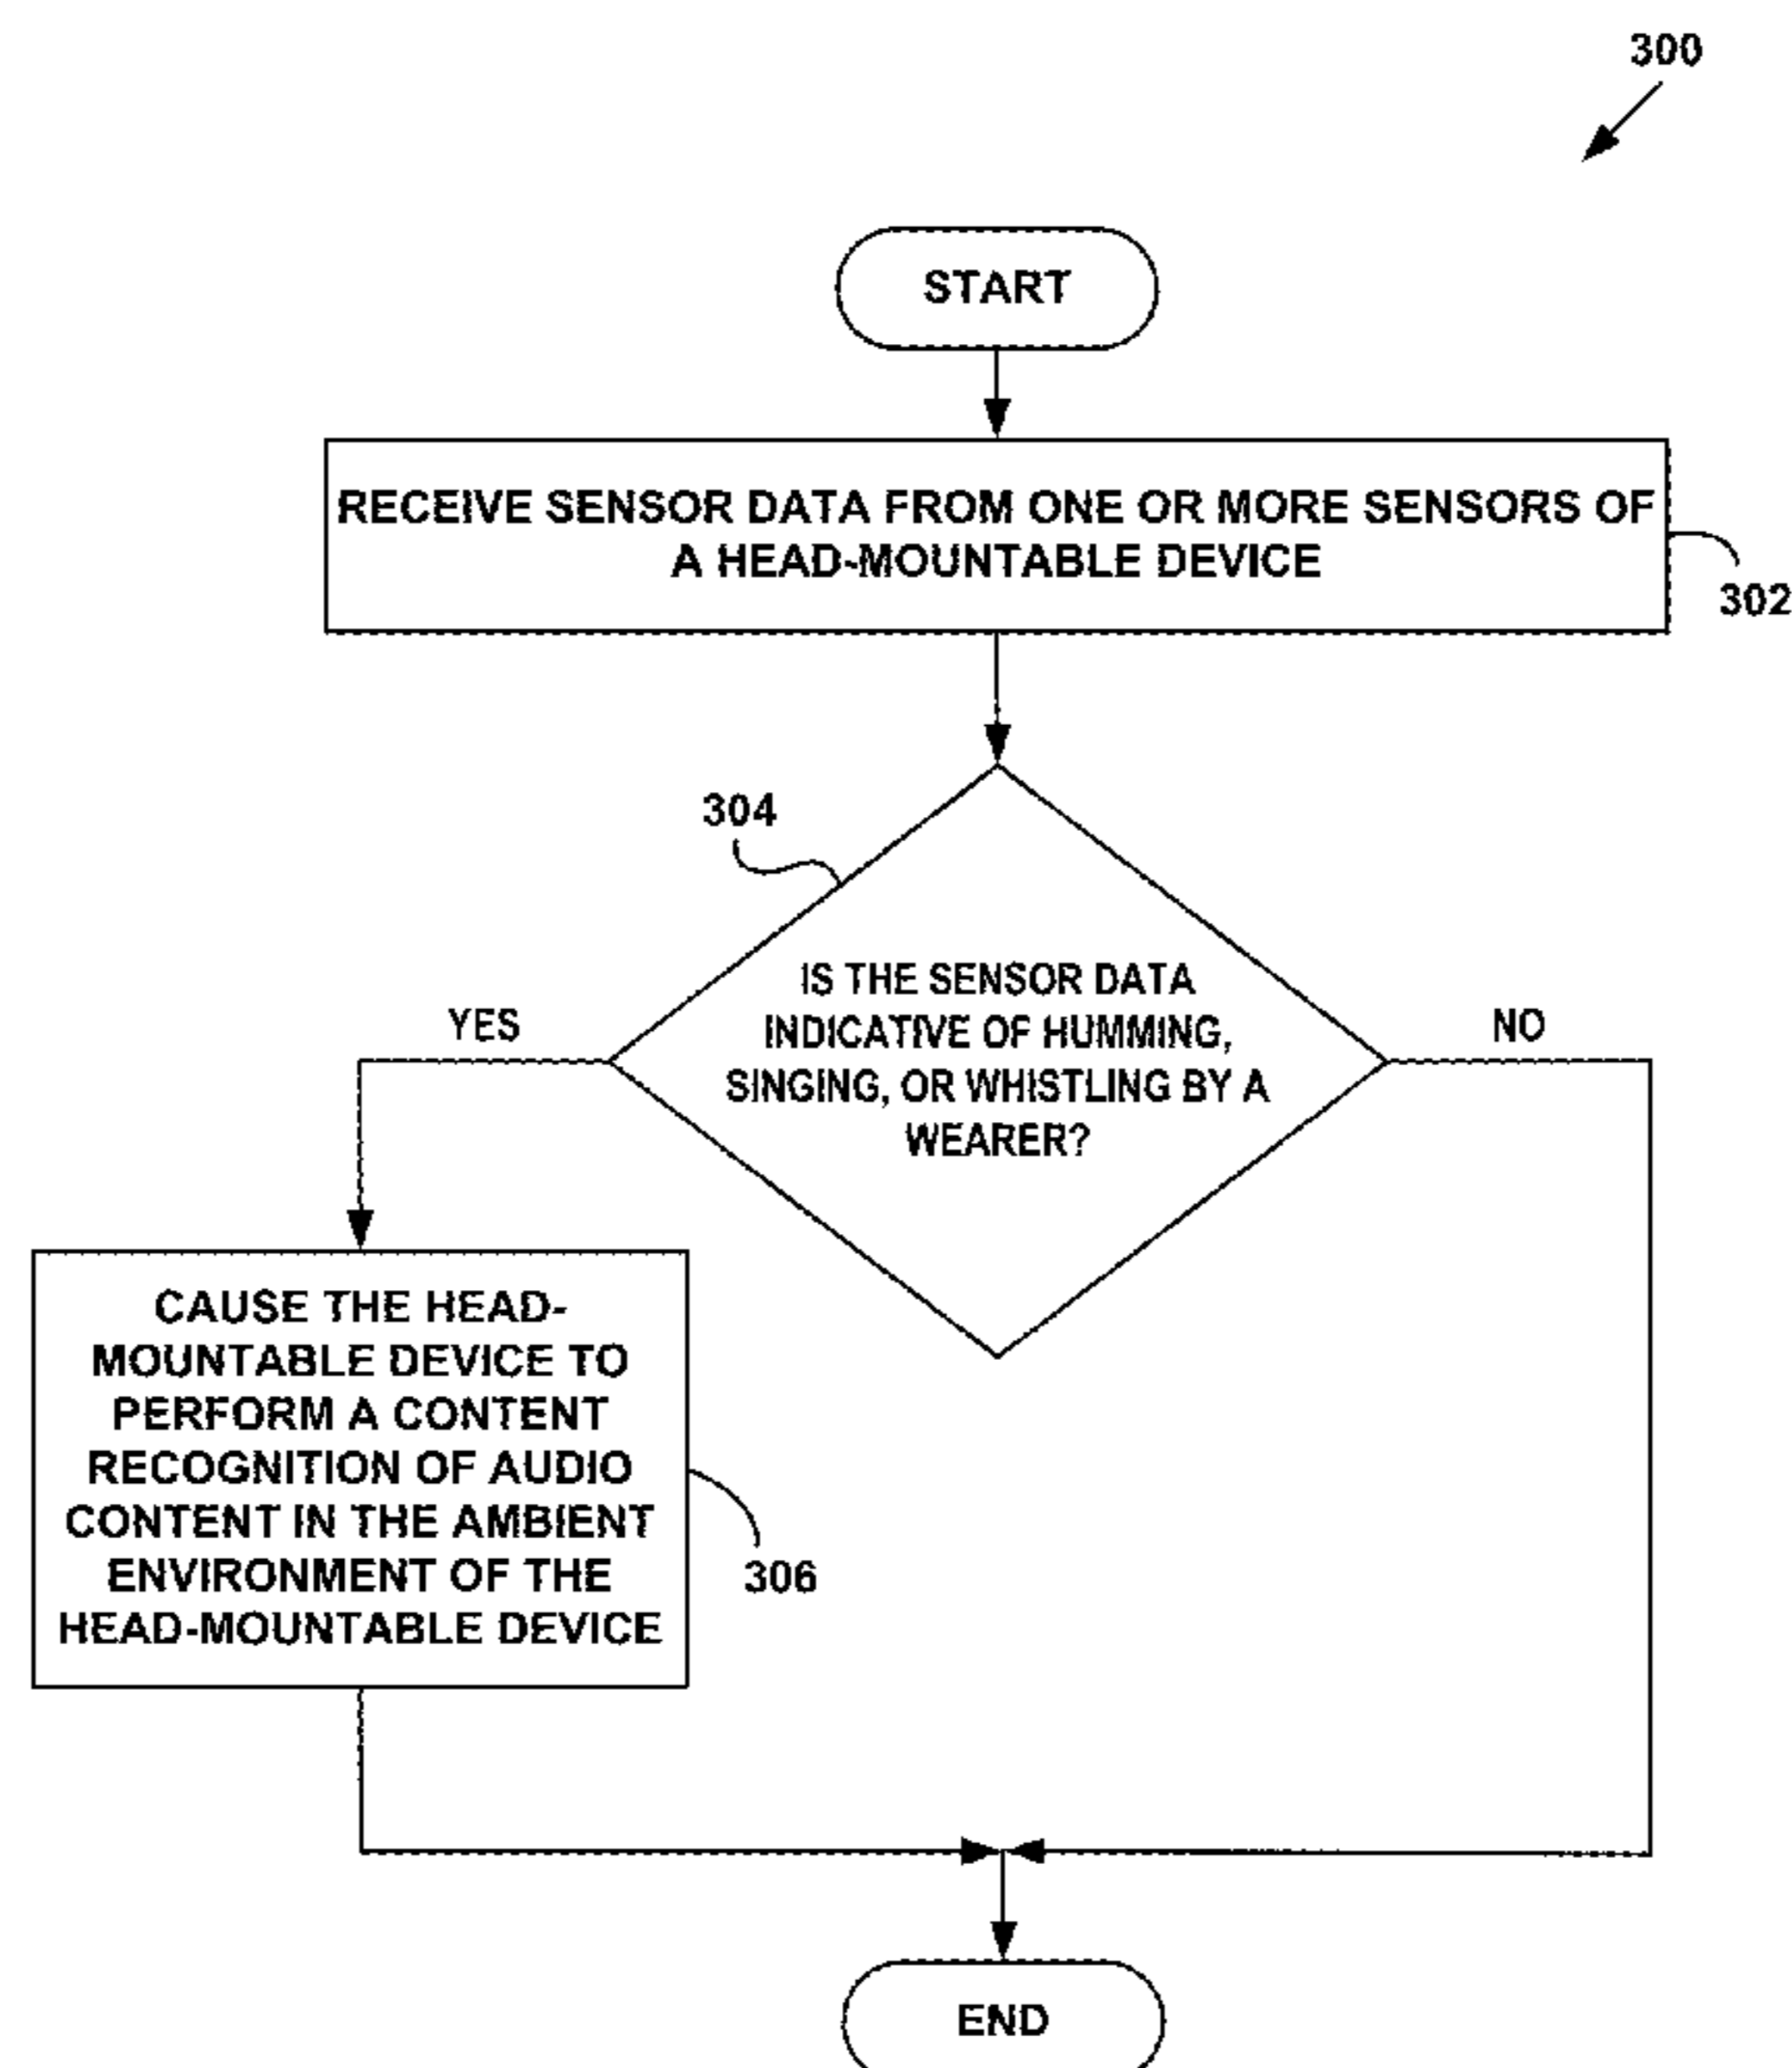 300
START
RECEIVE SENSOR DATA FROM ONE OR MORE SENSORS OF
A HEAD-MOUNTABLE DEVICE
302
304
IS THE SENSOR DATA
INDICATIVE OF HUMMING,
SINGING, OR WHISTLING BY A
WEARER?
YES
NO
CAUSE THE HEAD-
MOUNTABLE DEVICE TO
PERFORM A CONTENT
RECOGNITION OF AUDIO
CONTENT IN THE AMBIENT
ENVIRONMENT OF THE
HEAD-MOUNTABLE DEVICE
306
END